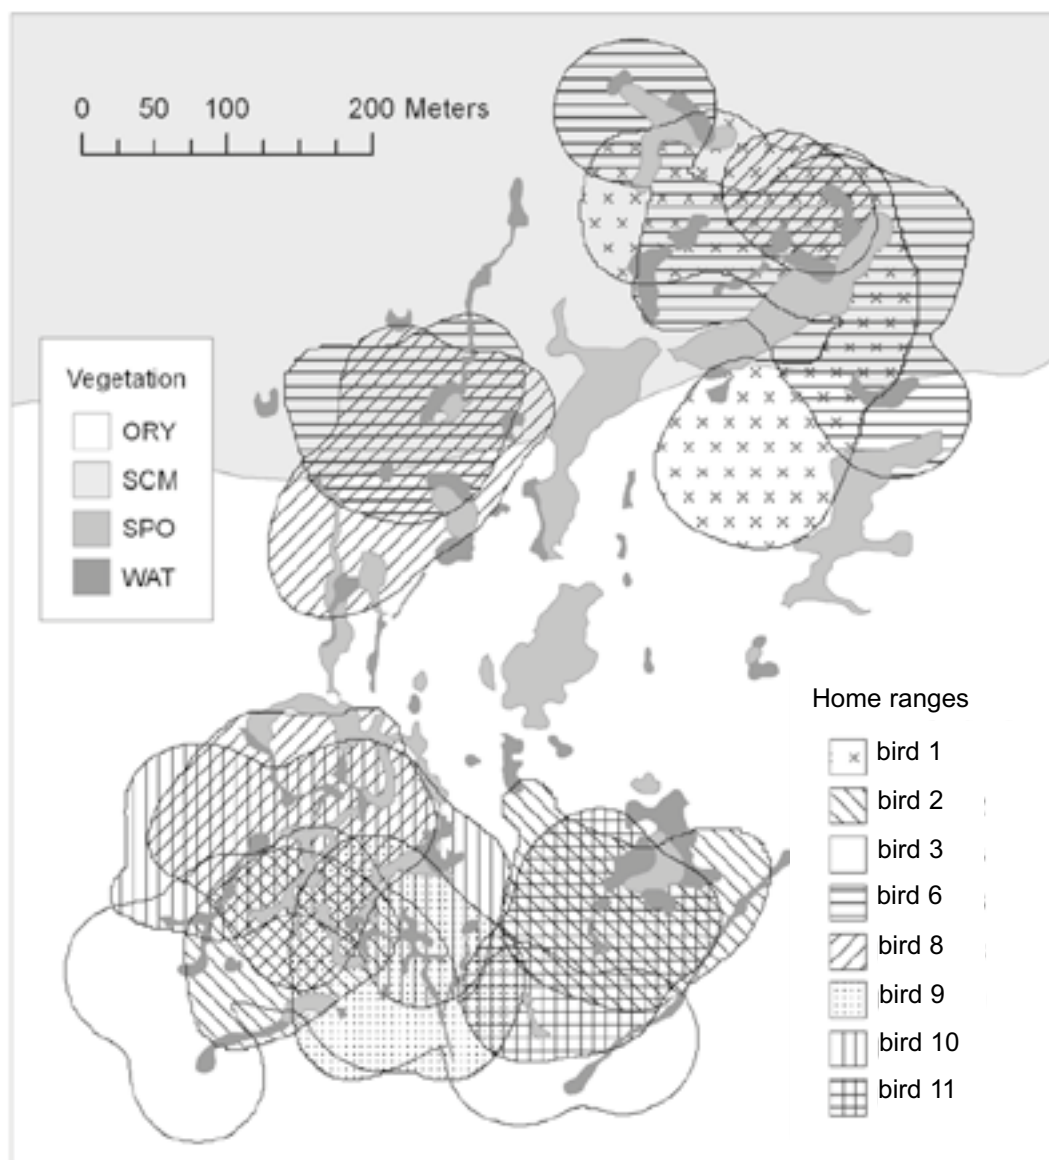 0 50 100 200 Meters
Vegetation
ORY
SCM
SPO
WAT
Home ranges
bird 1
bird 2
bird 3
bird 6
bird 8
bird 9
bird 10
bird 11